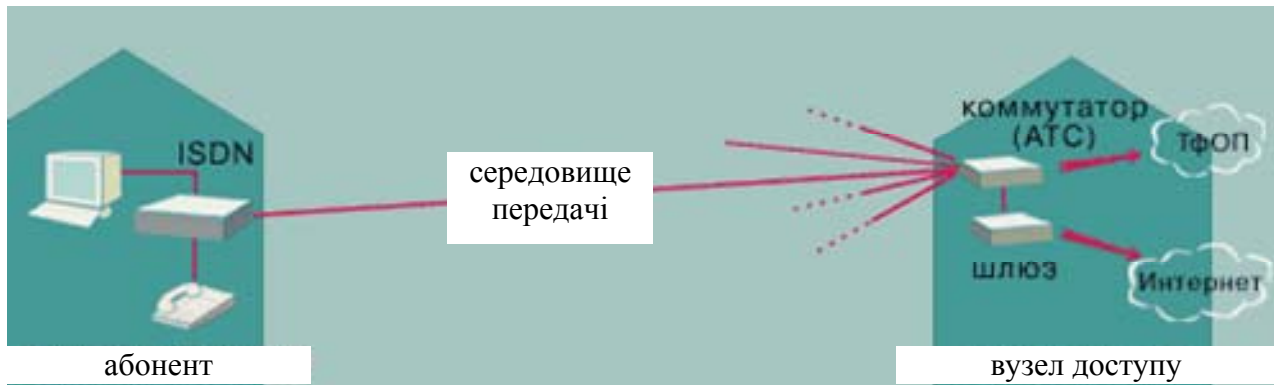 ISDN
середовище
передачі
коммутатор
(АТС)
ТфОП
шлюз
Интернет
абонент
вузел доступу